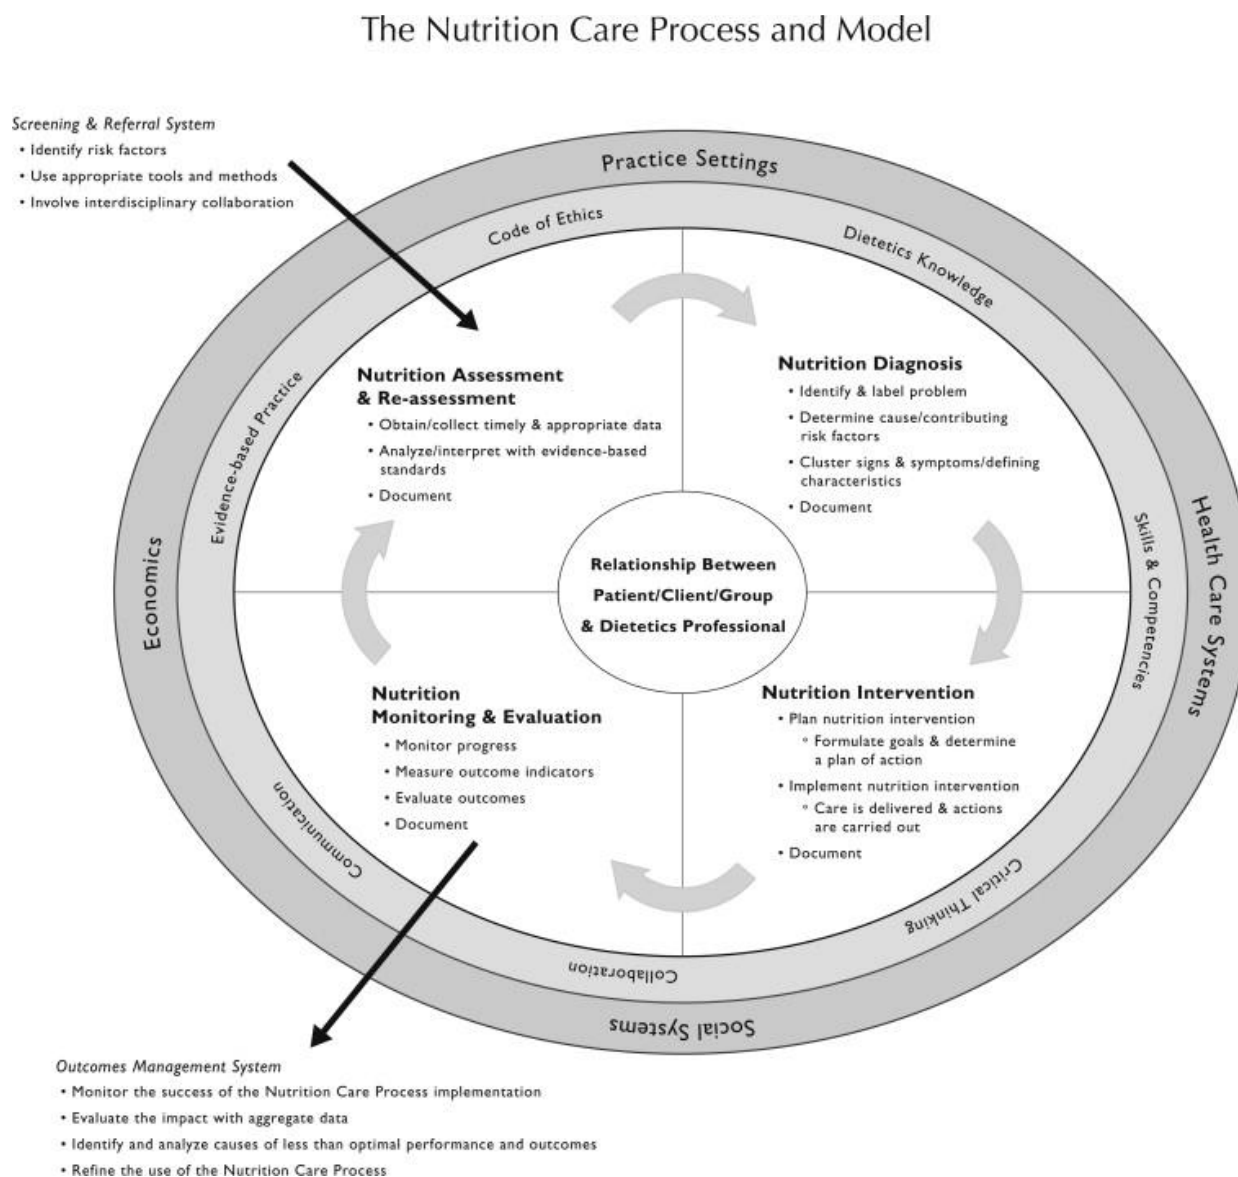 The Nutrition Care Process and Model
Screening & Referral System
• Identify risk factors
• Use appropriate tools and methods
• Involve interdisciplinary collaboration
Practice Settings
Code of Ethics
Dietetics Knowledge
Evidence-based Practice
Economics
Health Care Systems
Skills & Competencies
Nutrition Assessment
& Re-assessment
• Obtain/collect timely & appropriate data
• Analyze/interpret with evidence-based
standards
• Document
Nutrition Diagnosis
• Identify & label problem
• Determine cause/contributing
risk factors
• Cluster signs & symptoms/defining
characteristics
• Document
Relationship Between
Patient/Client/Group
& Dietetics Professional
Nutrition
Monitoring & Evaluation
• Monitor progress
• Measure outcome indicators
• Evaluate outcomes
• Document
Nutrition Intervention
• Plan nutrition intervention
° Formulate goals & determine
a plan of action
• Implement nutrition intervention
° Care is delivered & actions
are carried out
• Document
Communication
Critical Thinking
Collaboration
Social Systems
Outcomes Management System
• Monitor the success of the Nutrition Care Process implementation
• Evaluate the impact with aggregate data
• Identify and analyze causes of less than optimal performance and outcomes
• Refine the use of the Nutrition Care Process